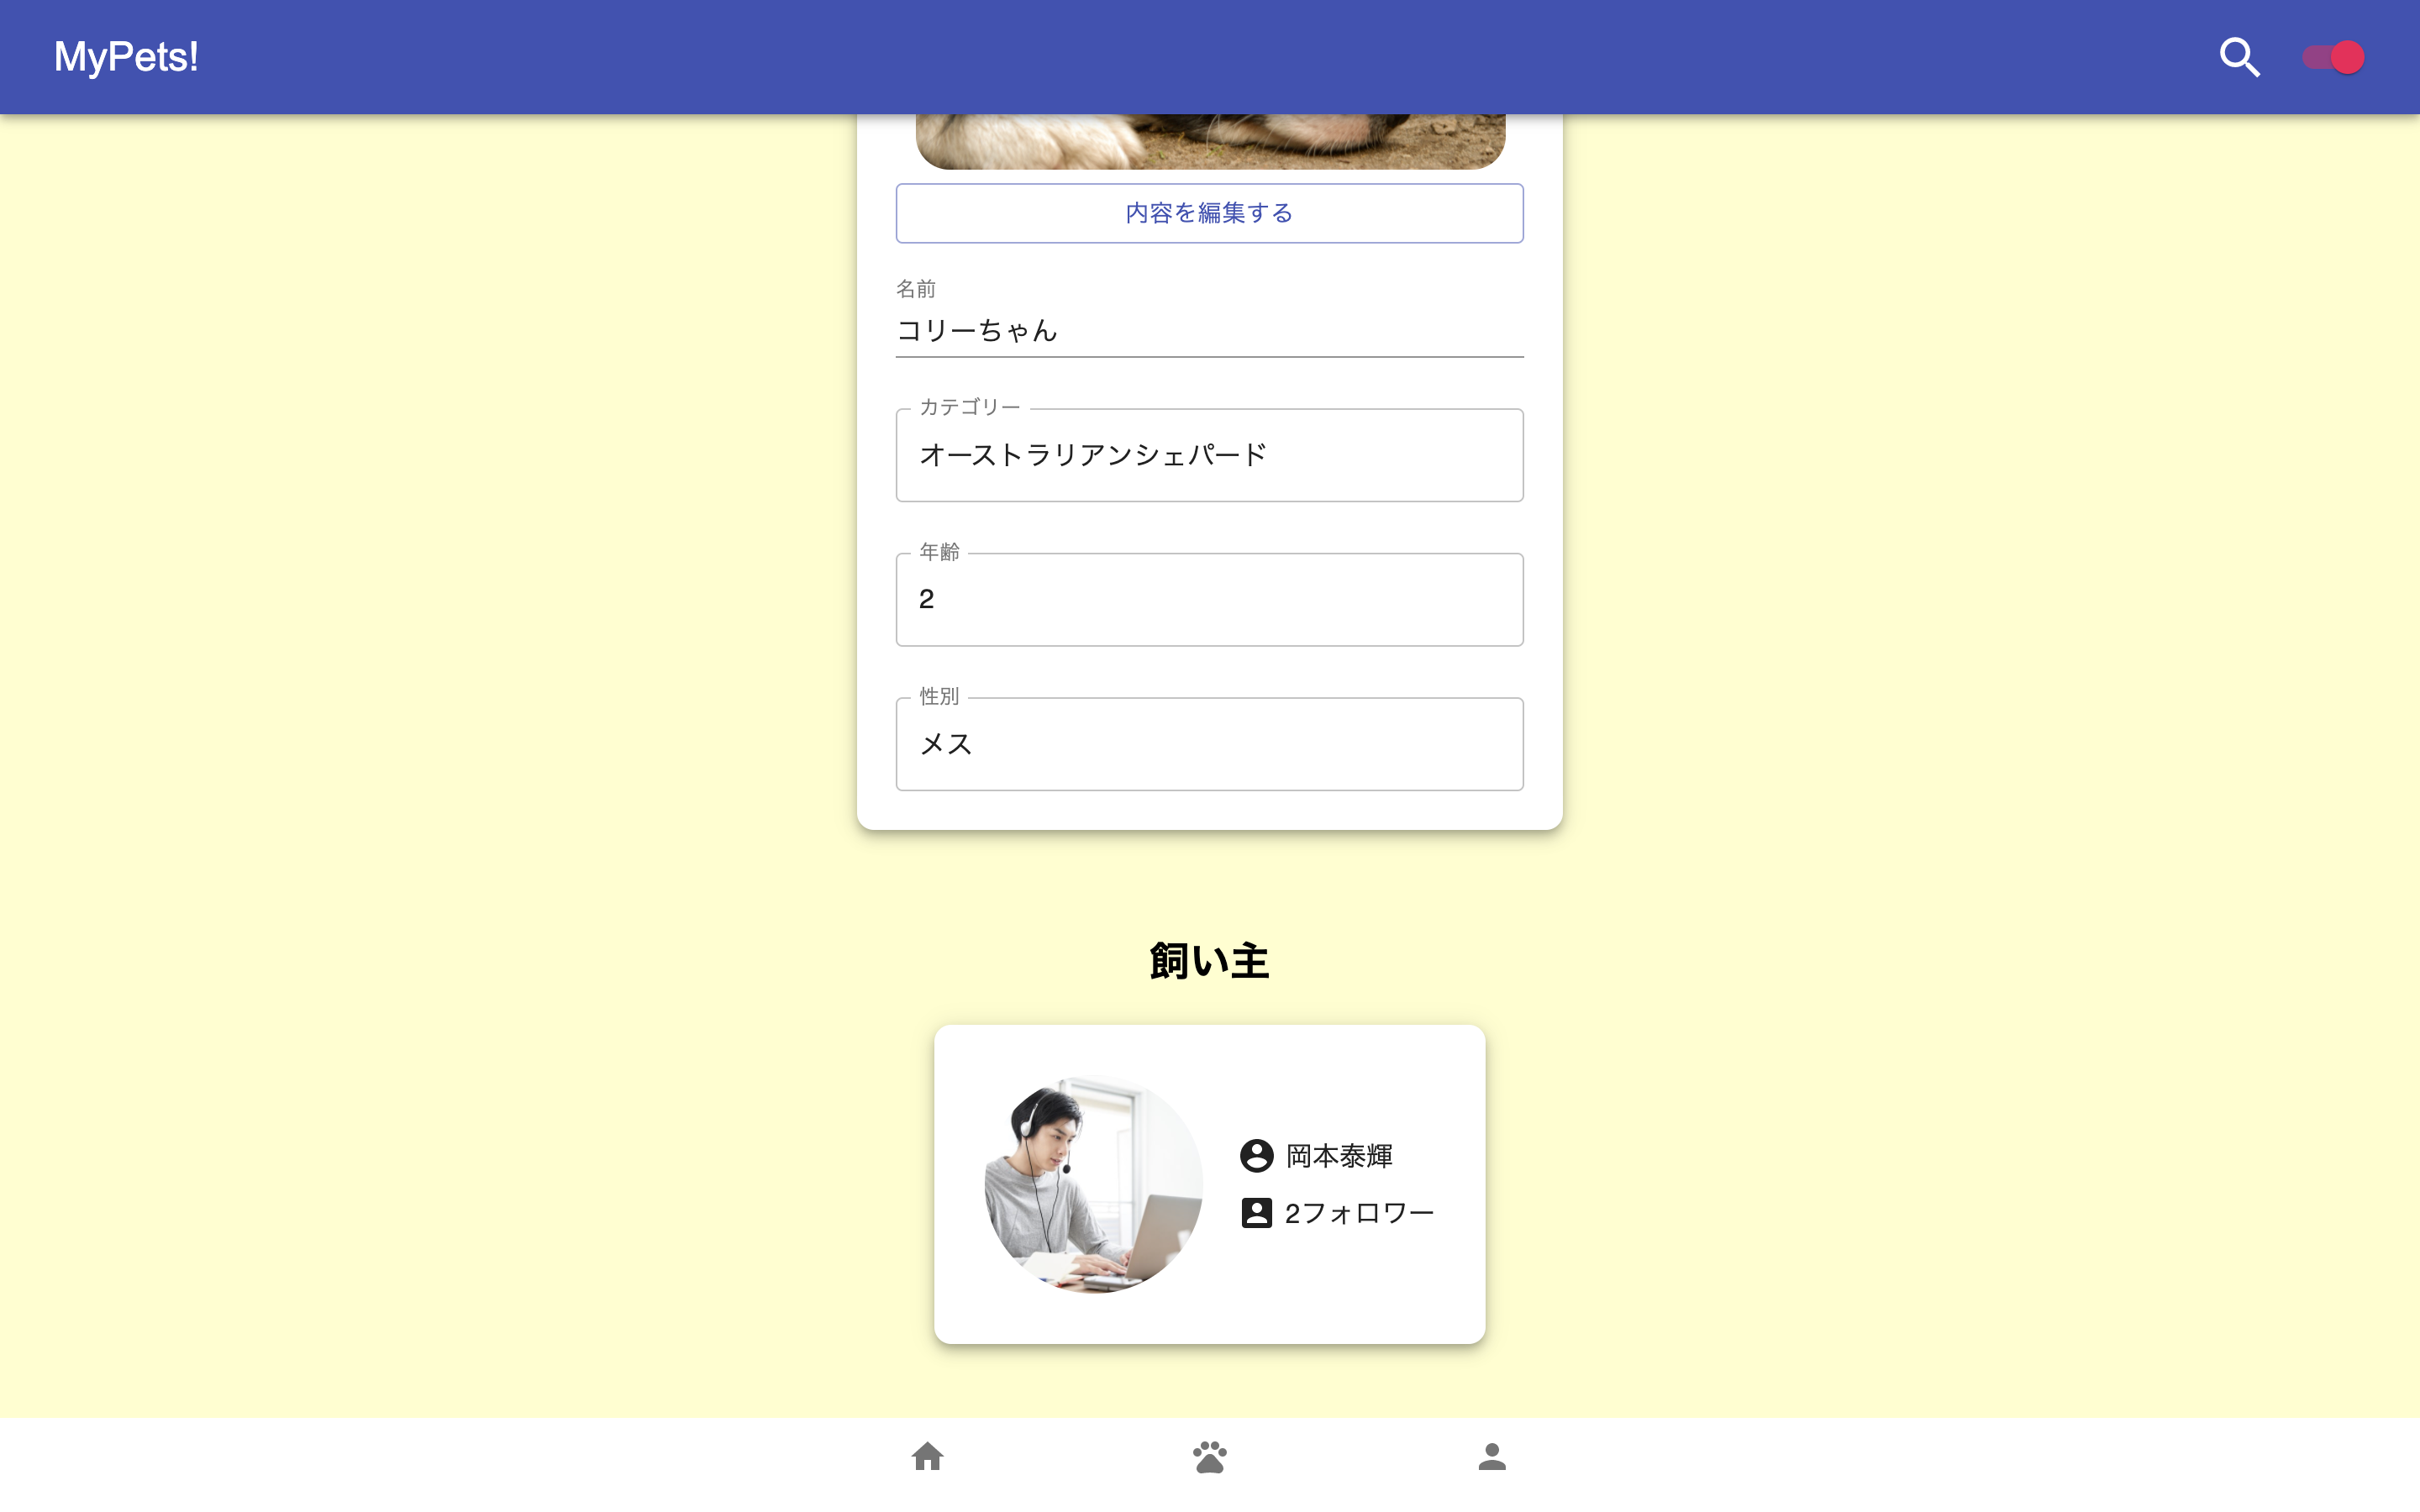 MyPets!
内容を編集する
名前
コリーちゃん
カテゴリー
オーストラリアンシェパード
年齢
2
性別
メス
飼い主
岡本泰輝
2フォロワー